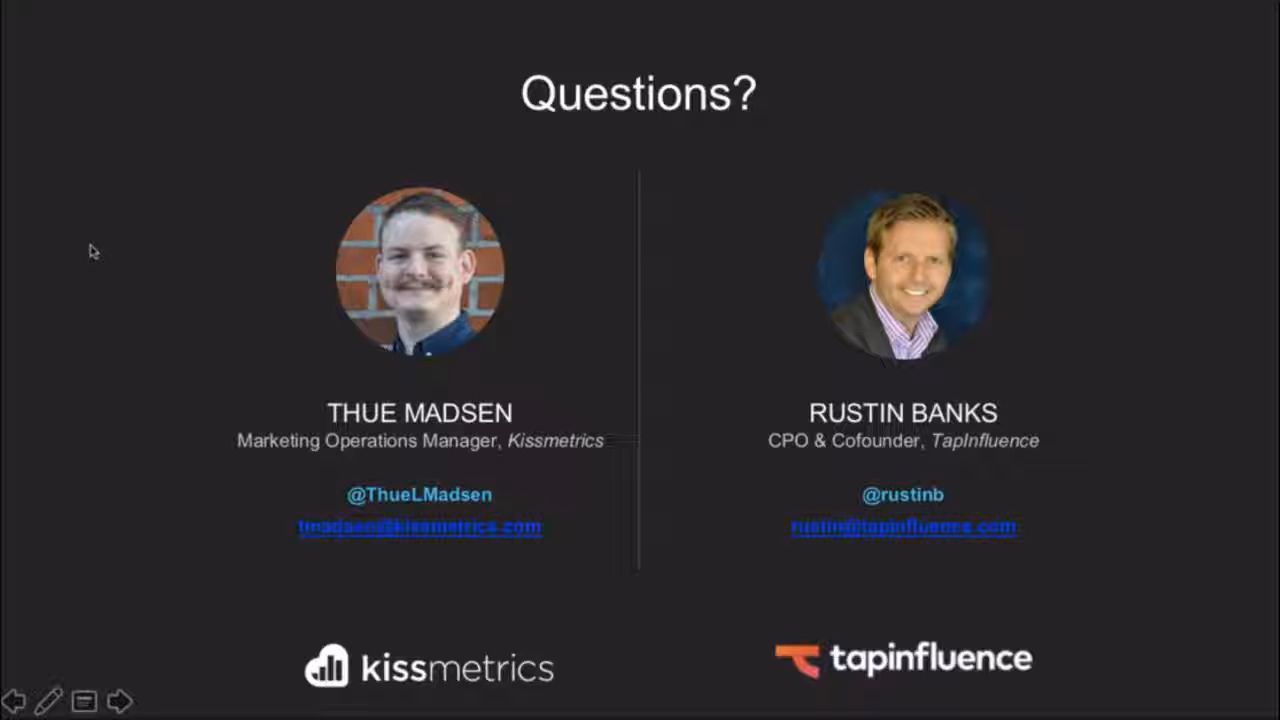 Questions?
THUE MADSEN
Marketing Operations Manager, Kissmetrics
@ThueLMadsen
tmadsen@kissmetrics.com
RUSTIN BANKS
CPO & Cofounder, TapInfluence
@rustinb
rustin@tapinfluence.com
kissmetrics
tapinfluence